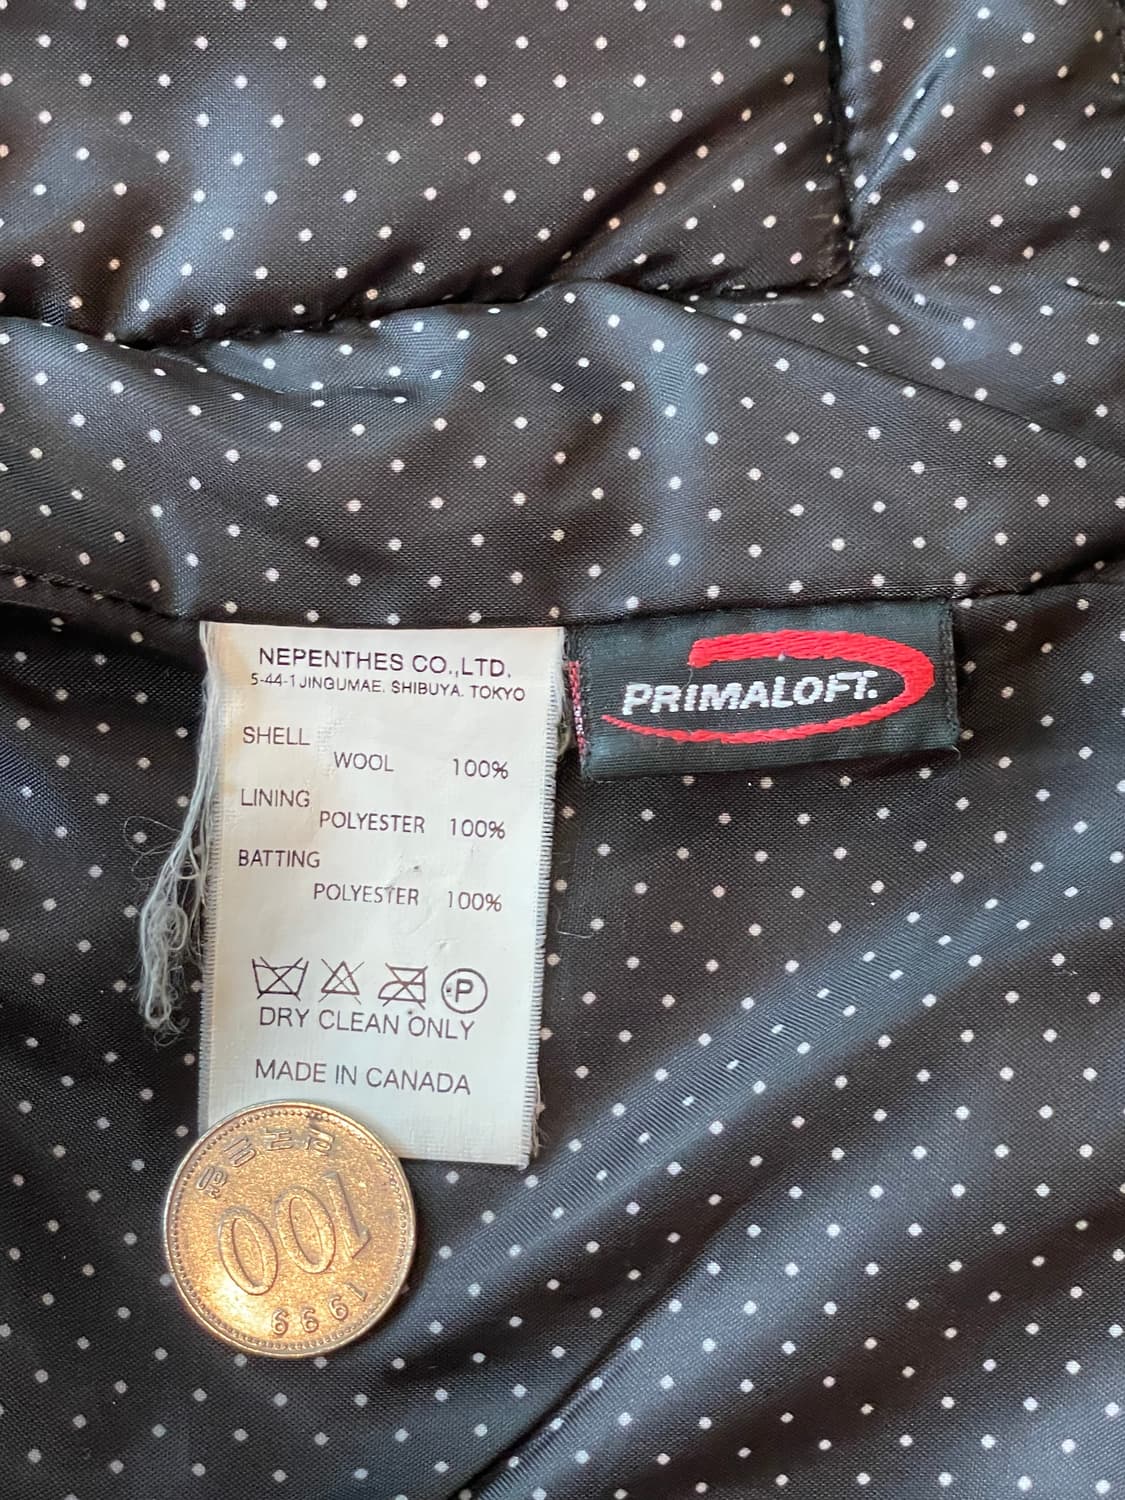 NEPENTHES CO.,LTD.
5-44-1 JINGUMAE. SHIBUYA. TOKYO
SHELL
WOOL 100%
LINING
POLYESTER 100%
BATTING
POLYESTER 100%
P
DRY CLEAN ONLY
MADE IN CANADA
PRIMALOFT.
1999
100
한국은행